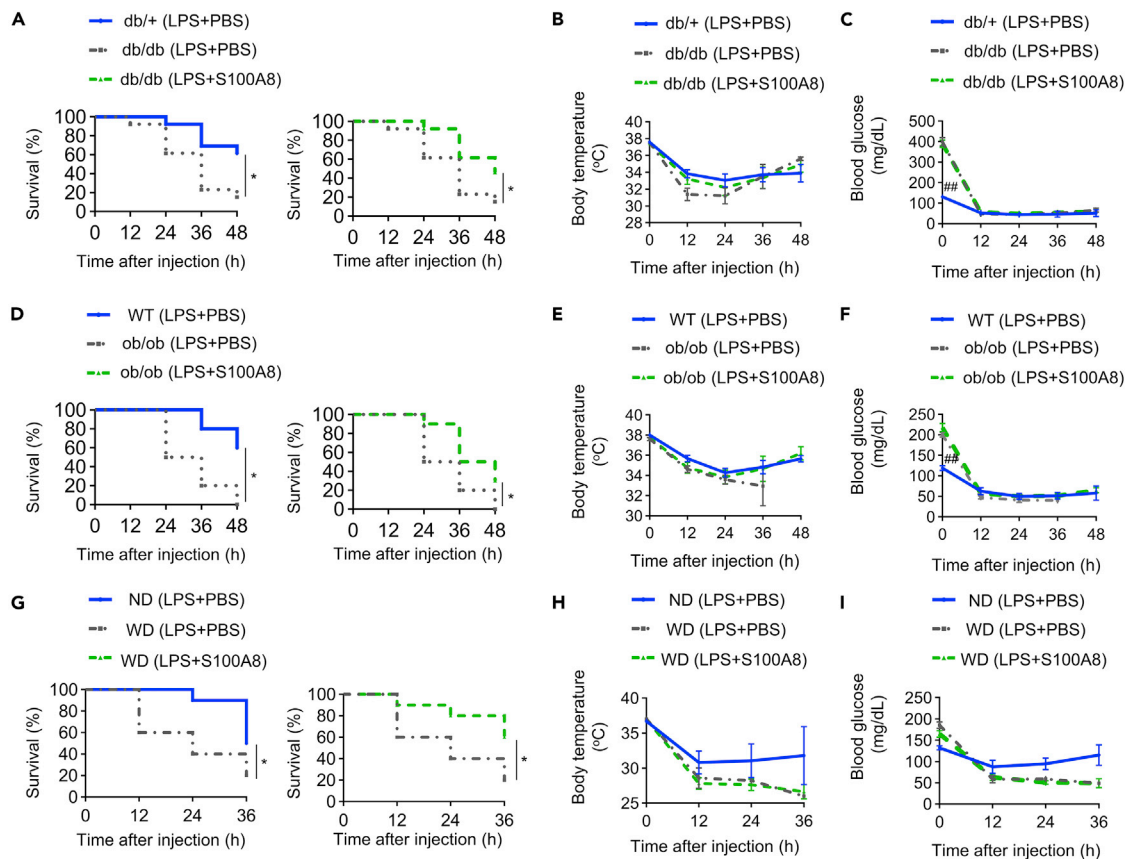 A
db/+ (LPS+PBS)
db/db (LPS+PBS)
db/db (LPS+S100A8)
Survival (%)
100
80
60
40
20
0
0 12 24 36 48
Time after injection (h)
*
Survival (%)
100
80
60
40
20
0
0 12 24 36 48
Time after injection (h)
*
B
db/+ (LPS+PBS)
db/db (LPS+PBS)
db/db (LPS+S100A8)
Body temperature
(oC)
40
38
36
34
32
30
28
0 12 24 36 48
Time after injection (h)
C
db/+ (LPS+PBS)
db/db (LPS+PBS)
db/db (LPS+S100A8)
Blood glucose
(mg/dL)
500
400
300
200
100
0
##
0 12 24 36 48
Time after injection (h)
D
WT (LPS+PBS)
ob/ob (LPS+PBS)
ob/ob (LPS+S100A8)
Survival (%)
100
80
60
40
20
0
0 12 24 36 48
Time after injection (h)
*
Survival (%)
100
80
60
40
20
0
0 12 24 36 48
Time after injection (h)
*
E
WT (LPS+PBS)
ob/ob (LPS+PBS)
ob/ob (LPS+S100A8)
Body temperature
(oC)
40
38
36
34
32
30
0 12 24 36 48
Time after injection (h)
F
WT (LPS+PBS)
ob/ob (LPS+PBS)
ob/ob (LPS+S100A8)
Blood glucose
(mg/dL)
250
200
150
100
50
0
##
0 12 24 36 48
Time after injection (h)
G
ND (LPS+PBS)
WD (LPS+PBS)
WD (LPS+S100A8)
Survival (%)
100
80
60
40
20
0
0 12 24 36
Time after injection (h)
*
Survival (%)
100
80
60
40
20
0
0 12 24 36
Time after injection (h)
*
H
ND (LPS+PBS)
WD (LPS+PBS)
WD (LPS+S100A8)
Body temperature
(oC)
40
35
30
25
0 12 24 36
Time after injection (h)
I
ND (LPS+PBS)
WD (LPS+PBS)
WD (LPS+S100A8)
Blood glucose
(mg/dL)
250
200
150
100
50
0
0 12 24 36
Time after injection (h)